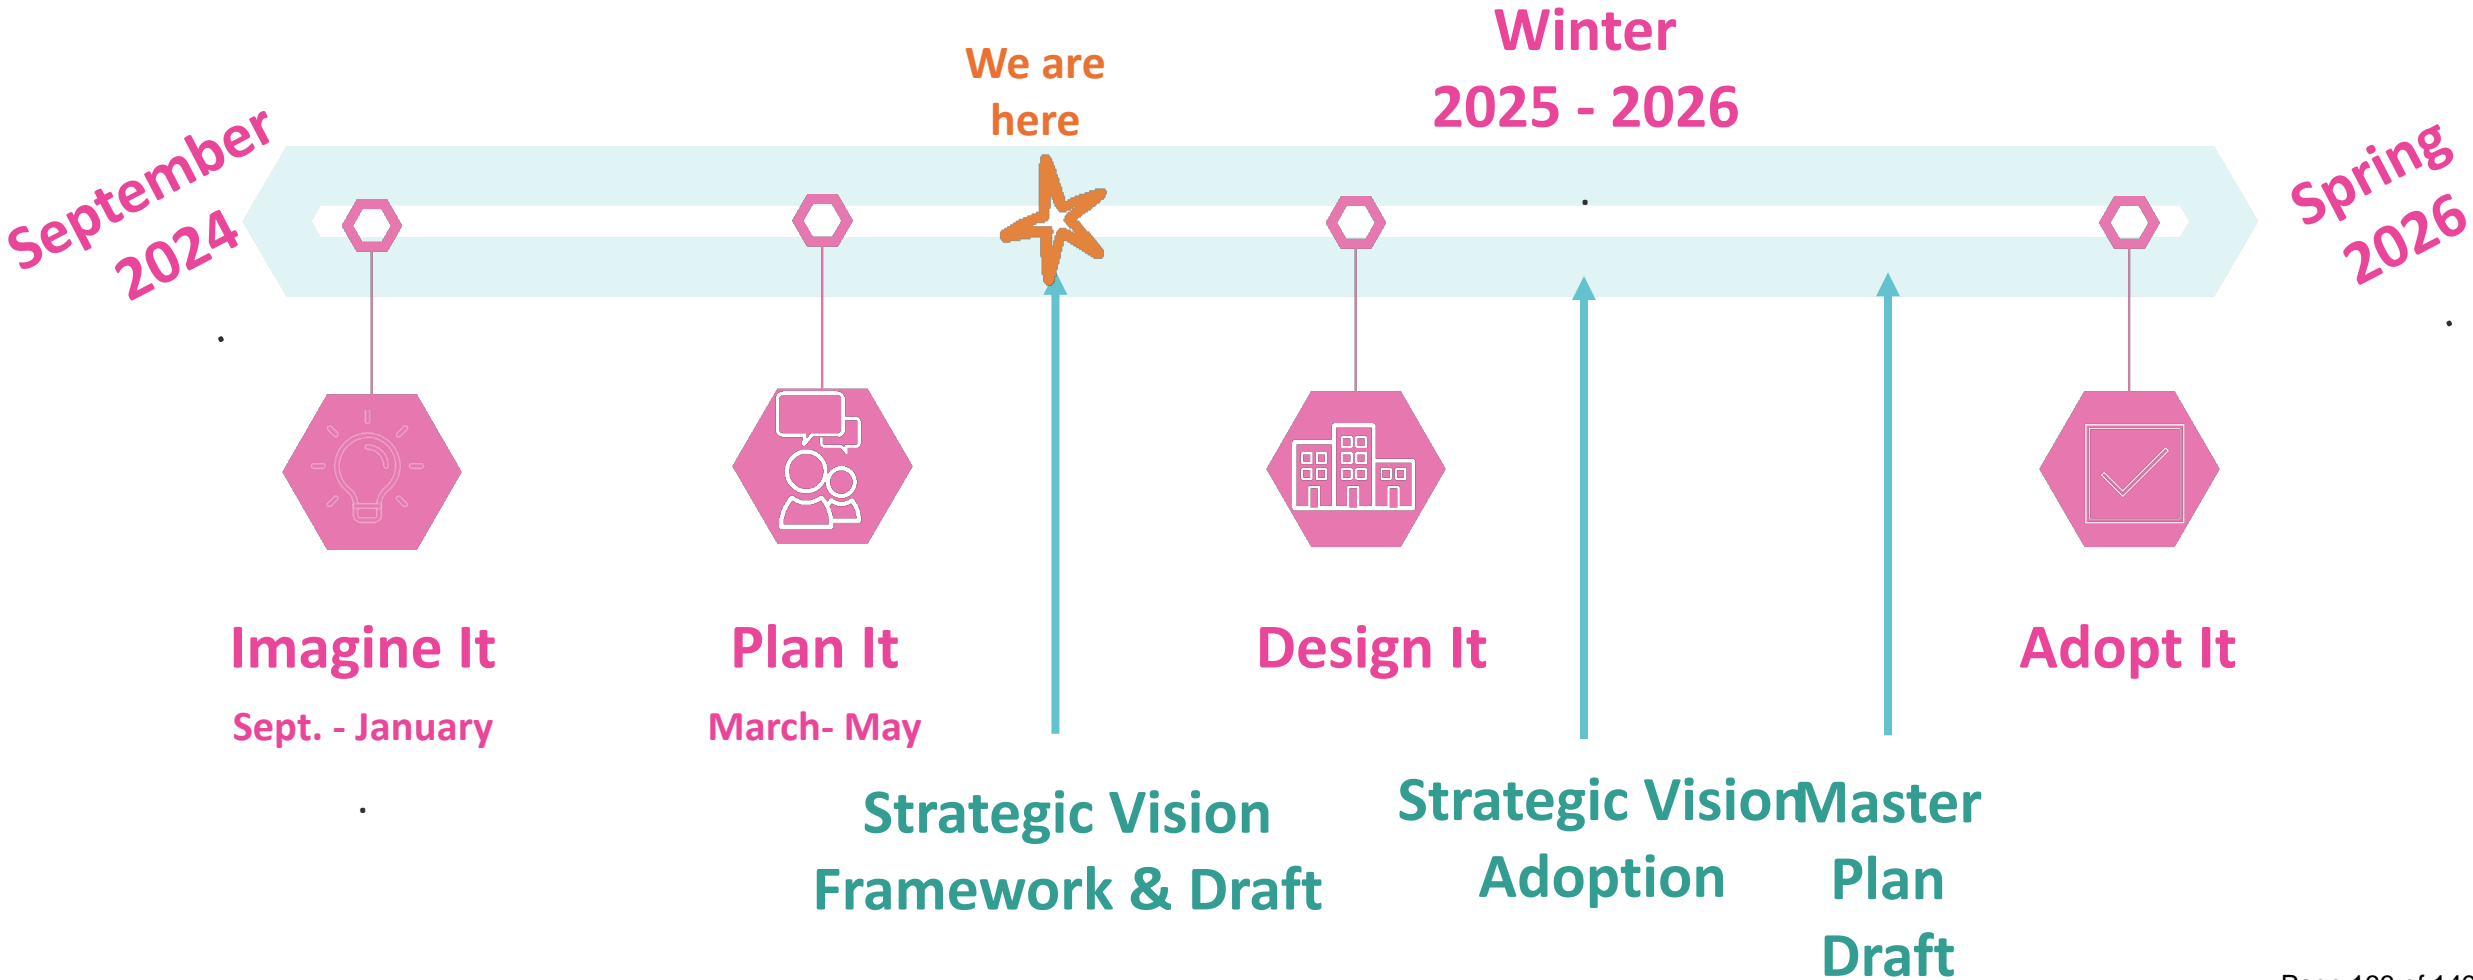 Winter
2025 - 2026
We are
here
September
2024
Spring
2026
Imagine It
Sept. - January
Plan It
March- May
Design It
Adopt It
Strategic Vision
Framework & Draft
Strategic Vision
Adoption
Master
Plan
Draft